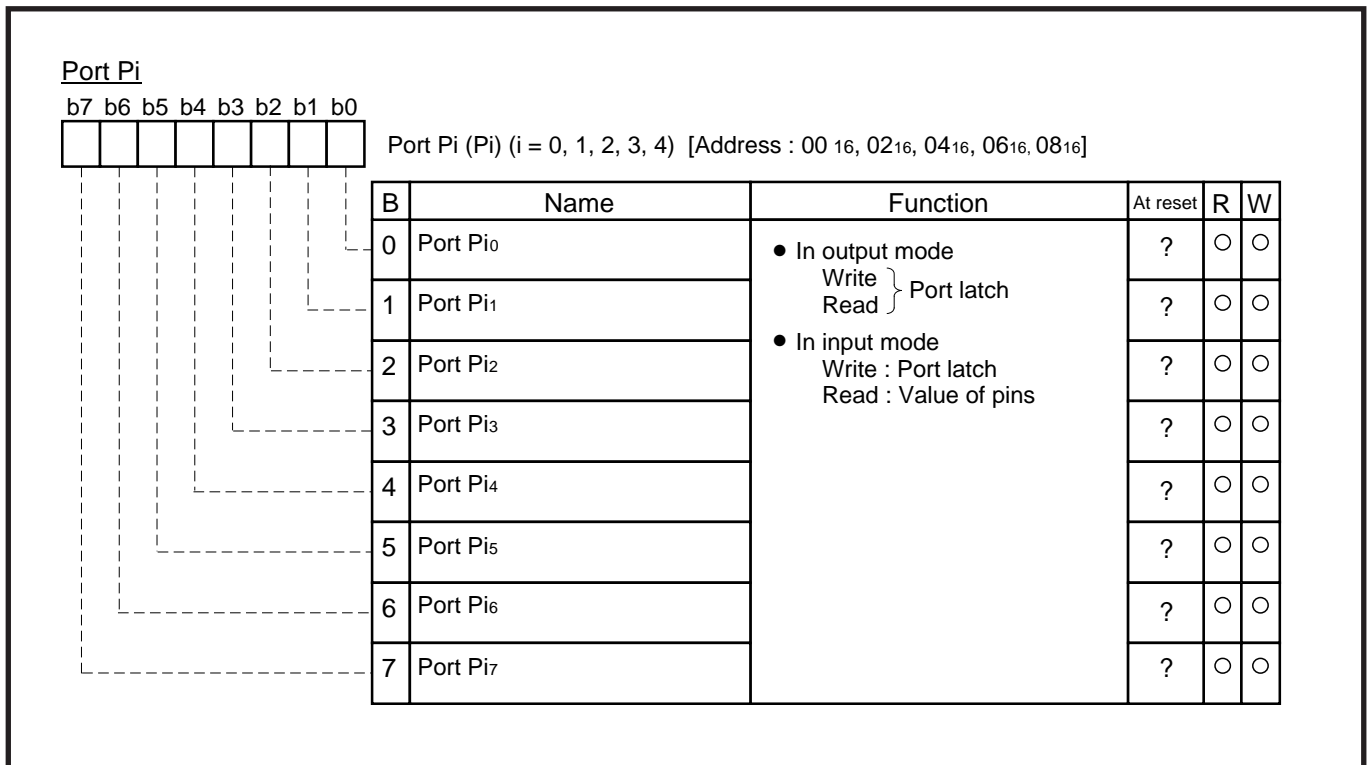 Port Pi
b7 b6 b5 b4 b3 b2 b1 b0
Port Pi (Pi) (i = 0, 1, 2, 3, 4) [Address : 00 16, 0216, 0416, 0616, 0816]
B Name Function At reset R W
0 Port Pi0 ? ○ ○
● In output mode
Write } Port latch
Read
1 Port Pi1 ? ○ ○
● In input mode
Write : Port latch
Read : Value of pins
2 Port Pi2 ? ○ ○
3 Port Pi3 ? ○ ○
4 Port Pi4 ? ○ ○
5 Port Pi5 ? ○ ○
6 Port Pi6 ? ○ ○
7 Port Pi7 ? ○ ○